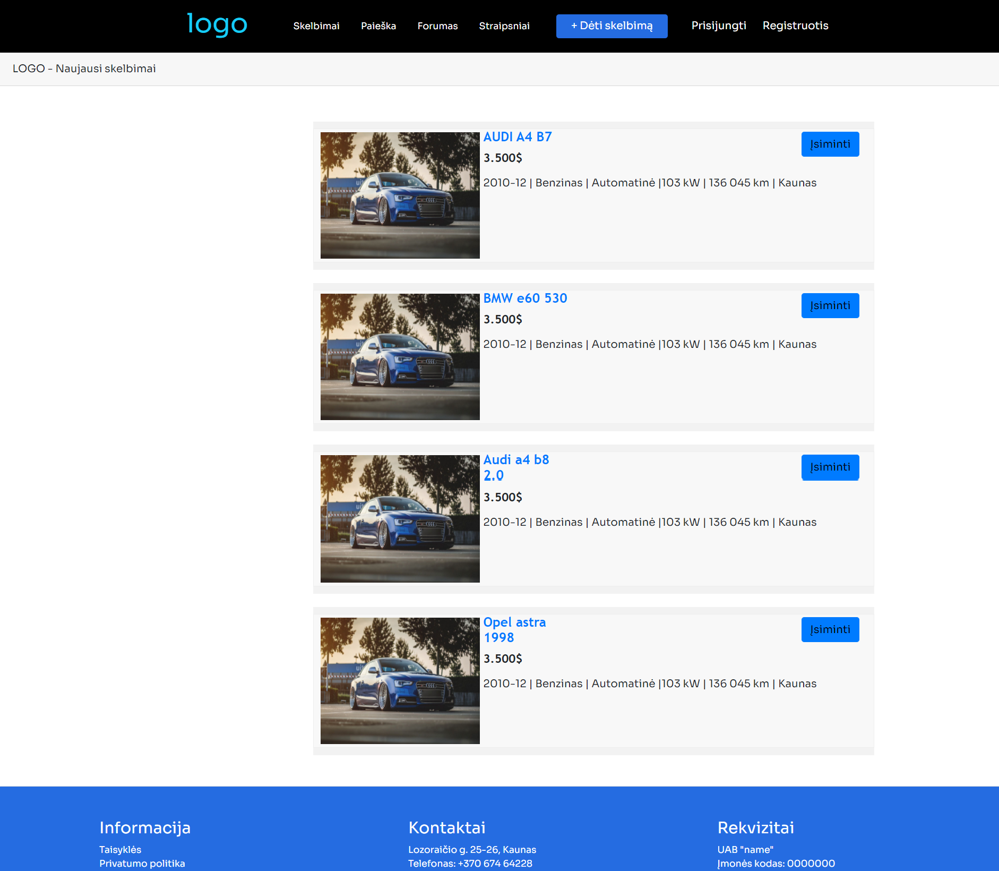 logo
Skelbimai Paieška Forumas Straipsniai + Dėti skelbimą Prisijungti Registruotis
LOGO - Naujausi skelbimai
AUDI A4 B7
Įsiminti
3.500$
2010-12 | Benzinas | Automatinė |103 kW | 136 045 km | Kaunas
BMW e60 530
Įsiminti
3.500$
2010-12 | Benzinas | Automatinė |103 kW | 136 045 km | Kaunas
Audi a4 b8
2.0
Įsiminti
3.500$
2010-12 | Benzinas | Automatinė |103 kW | 136 045 km | Kaunas
Opel astra
1998
Įsiminti
3.500$
2010-12 | Benzinas | Automatinė |103 kW | 136 045 km | Kaunas
Informacija
Taisyklės
Privatumo politika
Kontaktai
Lozoraičio g. 25-26, Kaunas
Telefonas: +370 674 64228
Rekvizitai
UAB "name"
Įmonės kodas: 0000000